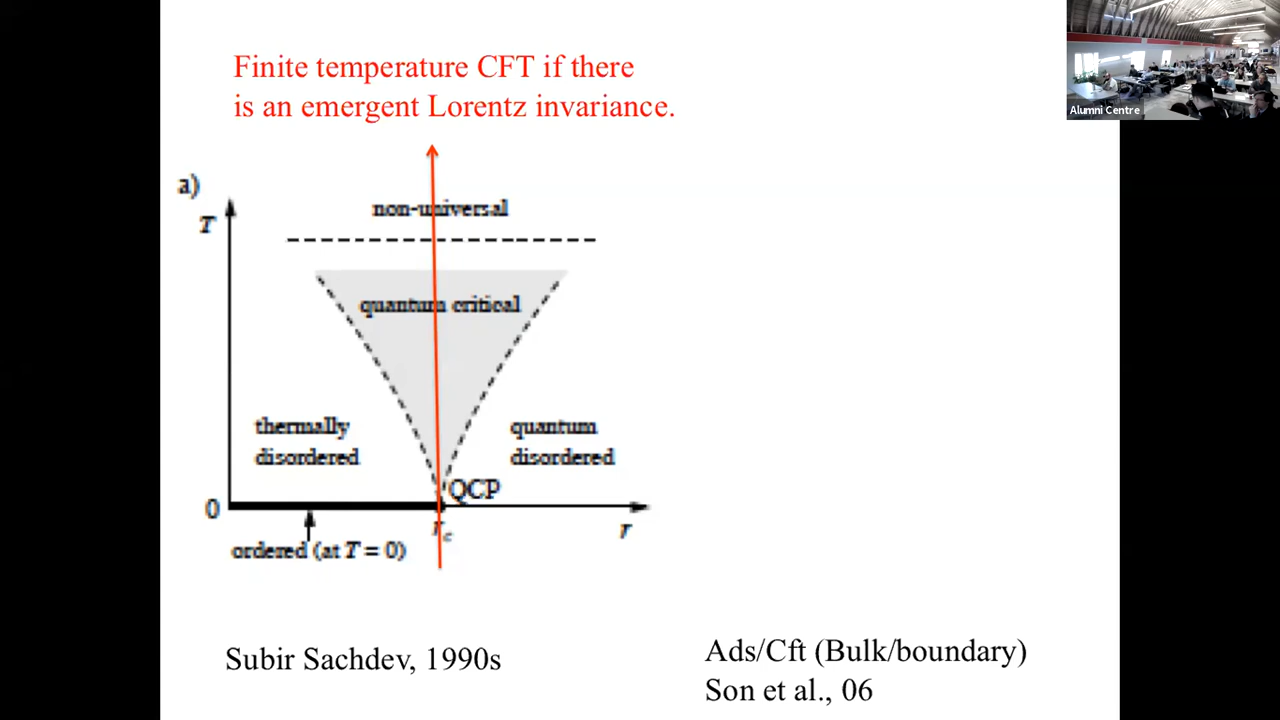 Finite temperature CFT if there
is an emergent Lorentz invariance.
Alumni Centre
a)
T
non-universal
quantum critical
thermally
disordered
quantum
disordered
QCP
0
r_c
r
ordered (at T = 0)
Subir Sachdev, 1990s
Ads/Cft (Bulk/boundary)
Son et al., 06